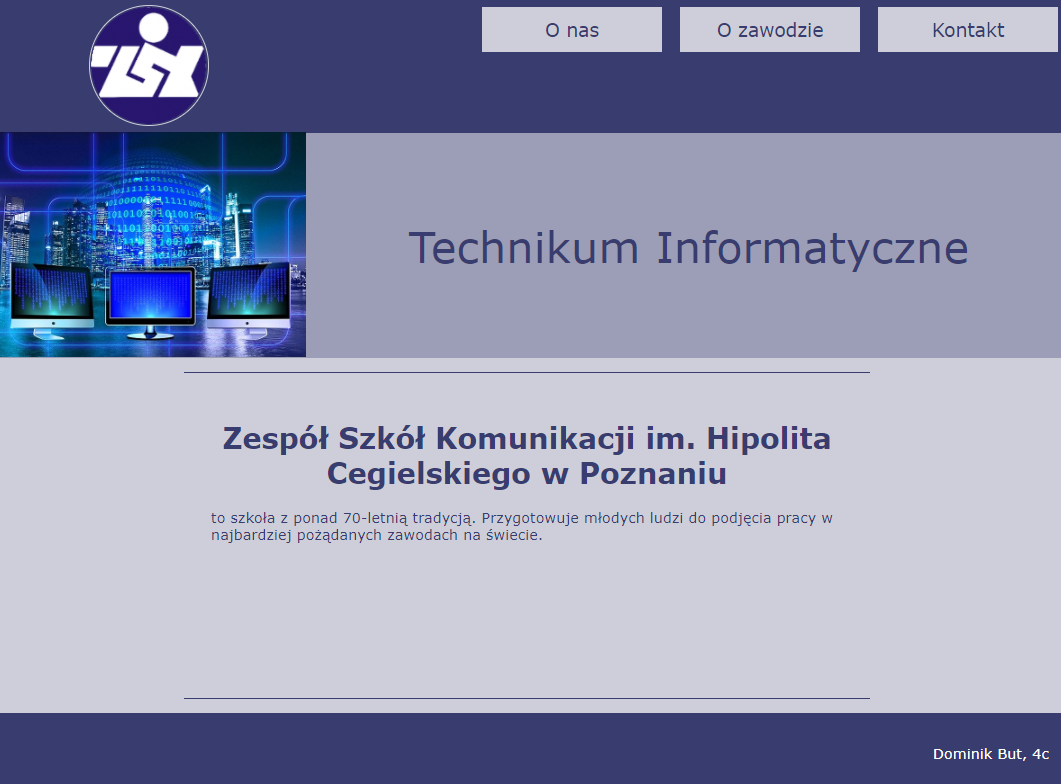 O nas
O zawodzie
Kontakt
Technikum Informatyczne
Zespół Szkół Komunikacji im. Hipolita
Cegielskiego w Poznaniu
to szkoła z ponad 70-letnią tradycją. Przygotowuje młodych ludzi do podjęcia pracy w
najbardziej pożądanych zawodach na świecie.
Dominik But, 4c